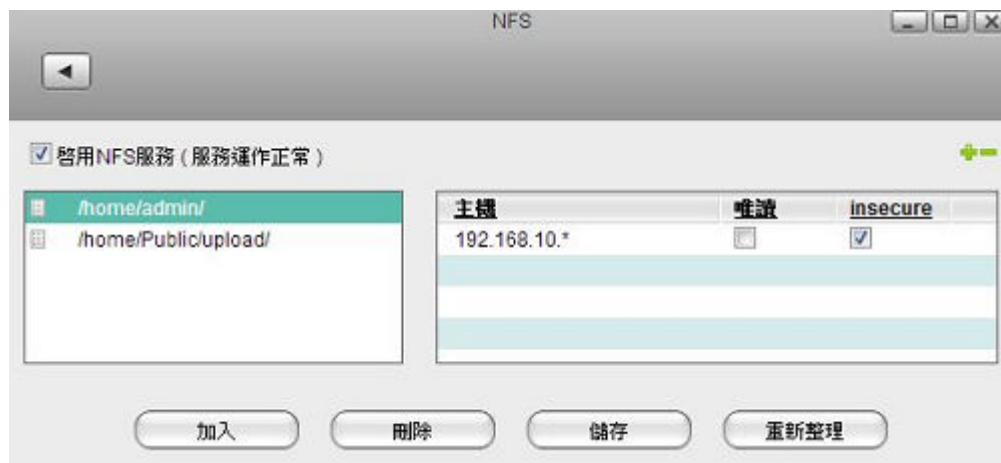 NFS
啓用NFS服務 ( 服務運作正常 )
/home/admin/
/home/Public/upload/
主機 唯讀 insecure
192.168.10.*
加入 刪除 儲存 重新整理